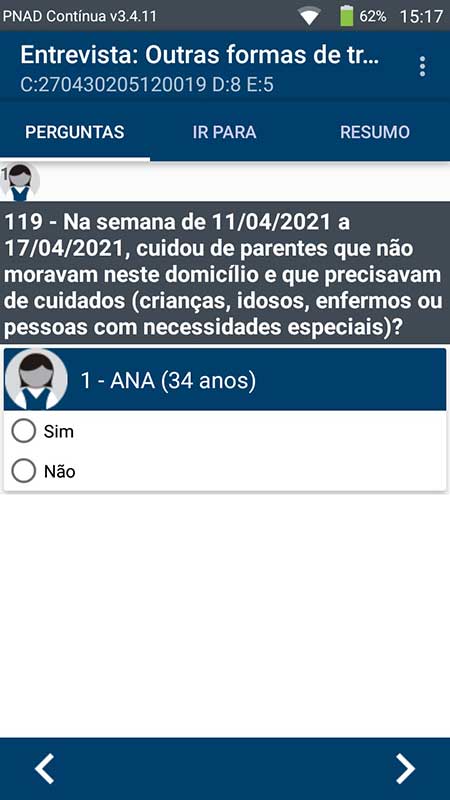 PNAD Contínua v3.4.11 62% 15:17
Entrevista: Outras formas de tr...
C:270430205120019 D:8 E:5
PERGUNTAS IR PARA RESUMO
1
119 - Na semana de 11/04/2021 a
17/04/2021, cuidou de parentes que não
moravam neste domicílio e que precisavam
de cuidados (crianças, idosos, enfermos ou
pessoas com necessidades especiais)?
1 - ANA (34 anos)
Sim
Não